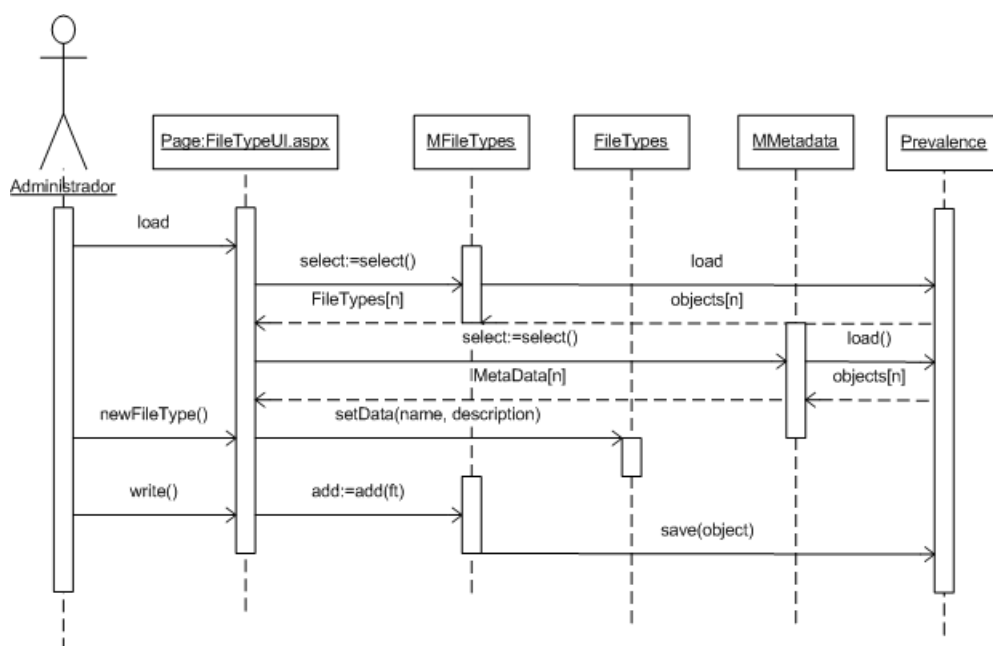 Administrador
Page:FileTypeUI.aspx
MFileTypes
FileTypes
MMetadata
Prevalence
load
select:=select()
load
FileTypes[n]
objects[n]
select:=select()
load()
MetaData[n]
objects[n]
newFileType()
setData(name, description)
write()
add:=add(ft)
save(object)